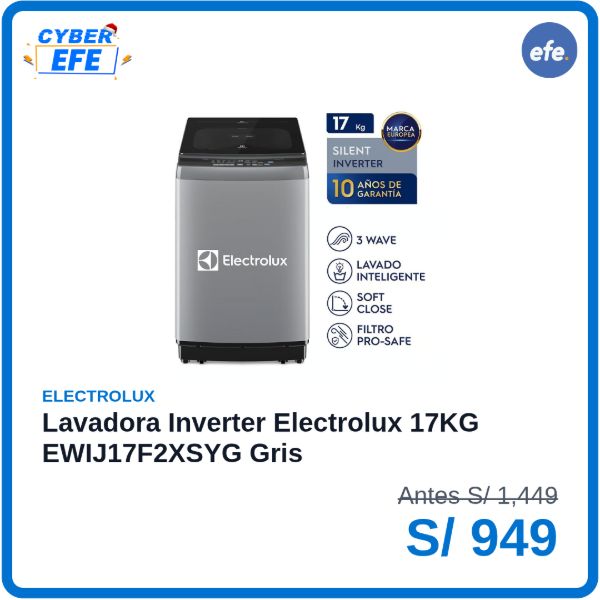 CYBER
EFE
efe.
17 Kg
MARCA
EUROPEA
SILENT
INVERTER
10 AÑOS DE
GARANTÍA
3 WAVE
LAVADO
INTELIGENTE
SOFT
CLOSE
FILTRO
PRO-SAFE
Electrolux
ELECTROLUX
Lavadora Inverter Electrolux 17KG
EWIJ17F2XSYG Gris
Antes S/ 1,449
S/ 949